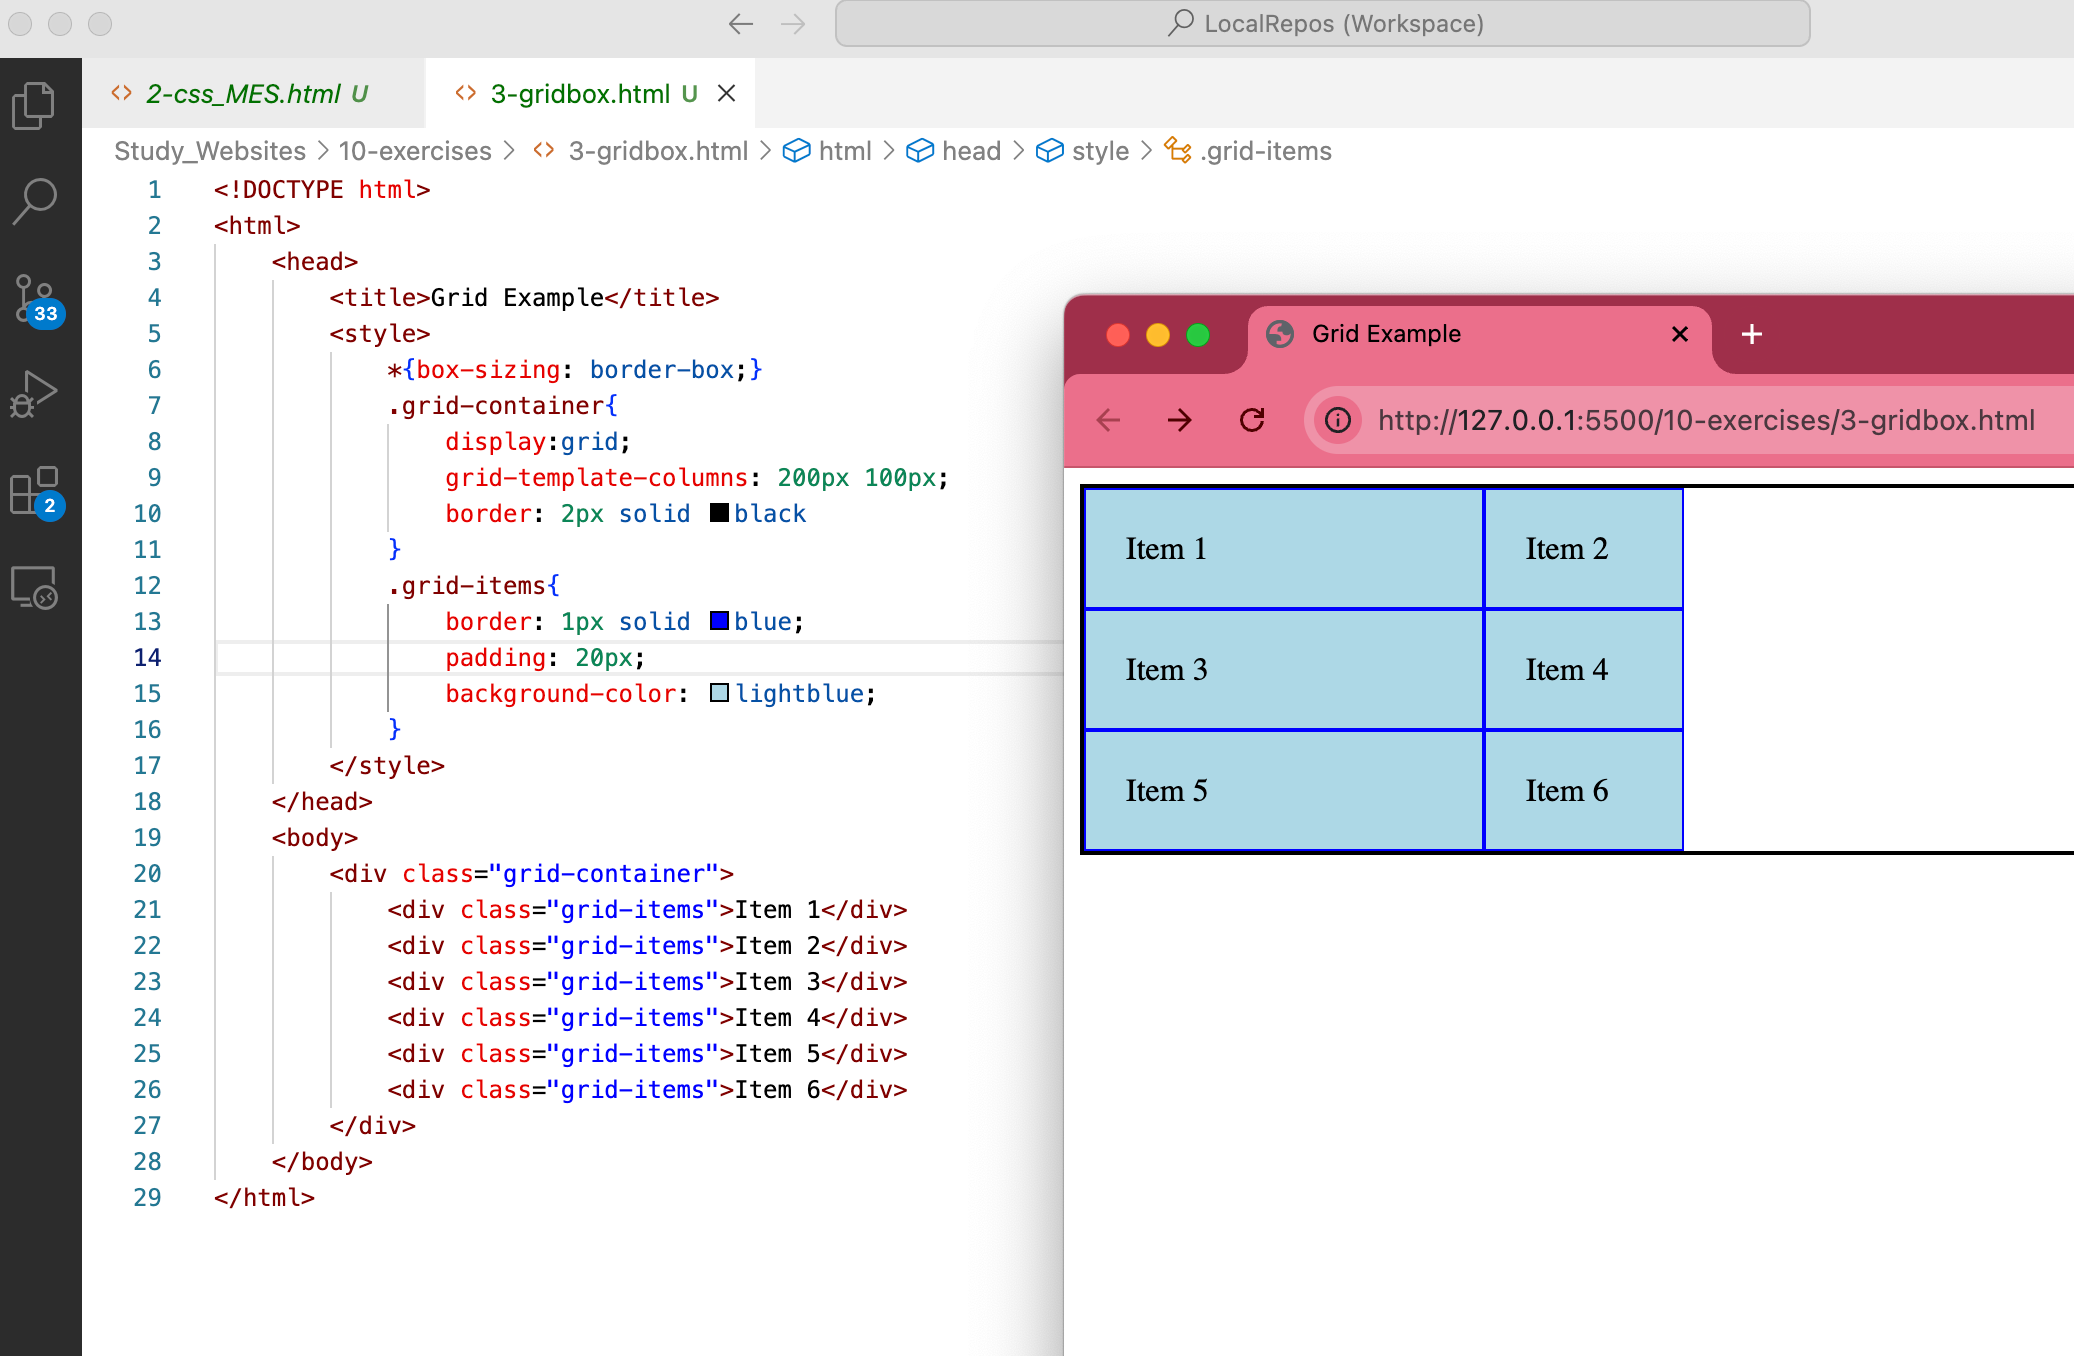 LocalRepos (Workspace)
2-css_MES.html U
3-gridbox.html U
Study_Websites > 10-exercises > <> 3-gridbox.html > html > head > style > .grid-items
1 <!DOCTYPE html>
2 <html>
3 <head>
4 <title>Grid Example</title>
5 <style>
6 *{box-sizing: border-box;}
7 .grid-container{
8 display:grid;
9 grid-template-columns: 200px 100px;
10 border: 2px solid black
11 }
12 .grid-items{
13 border: 1px solid blue;
14 padding: 20px;
15 background-color: lightblue;
16 }
17 </style>
18 </head>
19 <body>
20 <div class="grid-container">
21 <div class="grid-items">Item 1</div>
22 <div class="grid-items">Item 2</div>
23 <div class="grid-items">Item 3</div>
24 <div class="grid-items">Item 4</div>
25 <div class="grid-items">Item 5</div>
26 <div class="grid-items">Item 6</div>
27 </div>
28 </body>
29 </html>
33
2
Grid Example
http://127.0.0.1:5500/10-exercises/3-gridbox.html
Item 1 Item 2
Item 3 Item 4
Item 5 Item 6